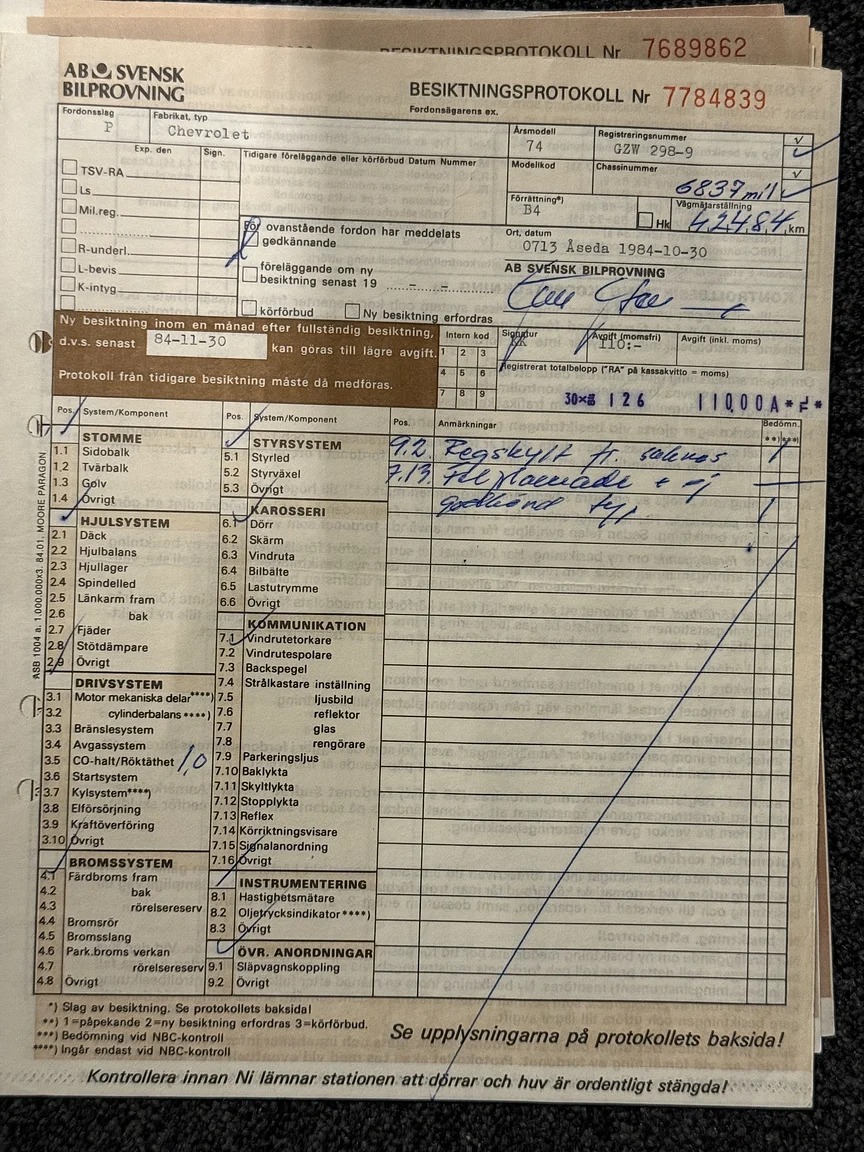 BESIKTNINGSPROTOKOLL Nr 7689862
AB SVENSK
BILPROVNING
BESIKTNINGSPROTOKOLL Nr 7784839
Fordonsägarens ex.
Fordonsslag
P
Fabrikat, typ
Chevrolet
Årsmodell
74
Registreringsnummer
GZW 298-9
Exp. den
Sign.
Tidigare föreläggande eller körförbud Datum Nummer
Modellkod
Chassinummer
6837 mil
TSV-RA
Ls
Mil.reg.
R-underl.
L-bevis
K-intyg
Förrättning*)
B4
Hk
Vägmätarställning
42484 km
För ovanstående fordon har meddelats
godkännande
föreläggande om ny
besiktning senast 19
körförbud
Ny besiktning erfordras
Ort, datum
0713 Åseda 1984-10-30
AB SVENSK BILPROVNING
Ny besiktning inom en månad efter fullständig besiktning,
d.v.s. senast 84-11-30 kan göras till lägre avgift.
Protokoll från tidigare besiktning måste då medföras.
Intern kod
1 2 3
4 5 6
7 8 9
Signatur
KK
Avgift (momsfri)
110:-
Avgift (inkl. moms)
Registrerat totalbelopp ("RA" på kassakvitto = moms)
126 110,00A*
Pos. System/Komponent
STOMME
1.1 Sidobalk
1.2 Tvärbalk
1.3 Golv
1.4 Övrigt
HJULSYSTEM
2.1 Däck
2.2 Hjulbalans
2.3 Hjullager
2.4 Spindelled
2.5 Länkarm fram
2.6 bak
2.7 Fjäder
2.8 Stötdämpare
2.9 Övrigt
DRIVSYSTEM
3.1 Motor mekaniska delar****)
3.2 cylinderbalans ****)
3.3 Bränslesystem
3.4 Avgassystem
3.5 CO-halt/Röktäthet 1,0
3.6 Startsystem
3.7 Kylsystem****)
3.8 Elförsörjning
3.9 Kraftöverföring
3.10 Övrigt
BROMSSYSTEM
4.1 Färdbroms fram
4.2 bak
4.3 rörelsereserv
4.4 Bromsrör
4.5 Bromsslang
4.6 Park.broms verkan
4.7 rörelsereserv
4.8 Övrigt
Pos. System/Komponent
STYRSYSTEM
5.1 Styrled
5.2 Styrväxel
5.3 Övrigt
KAROSSERI
6.1 Dörr
6.2 Skärm
6.3 Vindruta
6.4 Bilbälte
6.5 Lastutrymme
6.6 Övrigt
KOMMUNIKATION
7.1 Vindrutetorkare
7.2 Vindrutespolare
7.3 Backspegel
7.4 Strålkastare inställning
7.5 ljusbild
7.6 reflektor
7.7 glas
7.8 rengörare
7.9 Parkeringsljus
7.10 Baklykta
7.11 Skyltlykta
7.12 Stopplykta
7.13 Reflex
7.14 Körriktningsvisare
7.15 Signalanordning
7.16 Övrigt
INSTRUMENTERING
8.1 Hastighetsmätare
8.2 Oljetrycksindikator ****)
8.3 Övrigt
ÖVR. ANORDNINGAR
9.1 Släpvagnskoppling
9.2 Övrigt
Pos. Anmärkningar Bedömn.
**) ***)
9.2. Regskylt fr. saknas 1
7.13. ej
godkänd typ 1
*) Slag av besiktning. Se protokollets baksida!
**) 1=påpekande 2=ny besiktning erfordras 3=körförbud.
***) Bedömning vid NBC-kontroll
****) Ingår endast vid NBC-kontroll
Se upplysningarna på protokollets baksida!
Kontrollera innan Ni lämnar stationen att dörrar och huv är ordentligt stängda!
ASB 1004 a. 1.000.000x3. 84.01. MOORE PARAGON